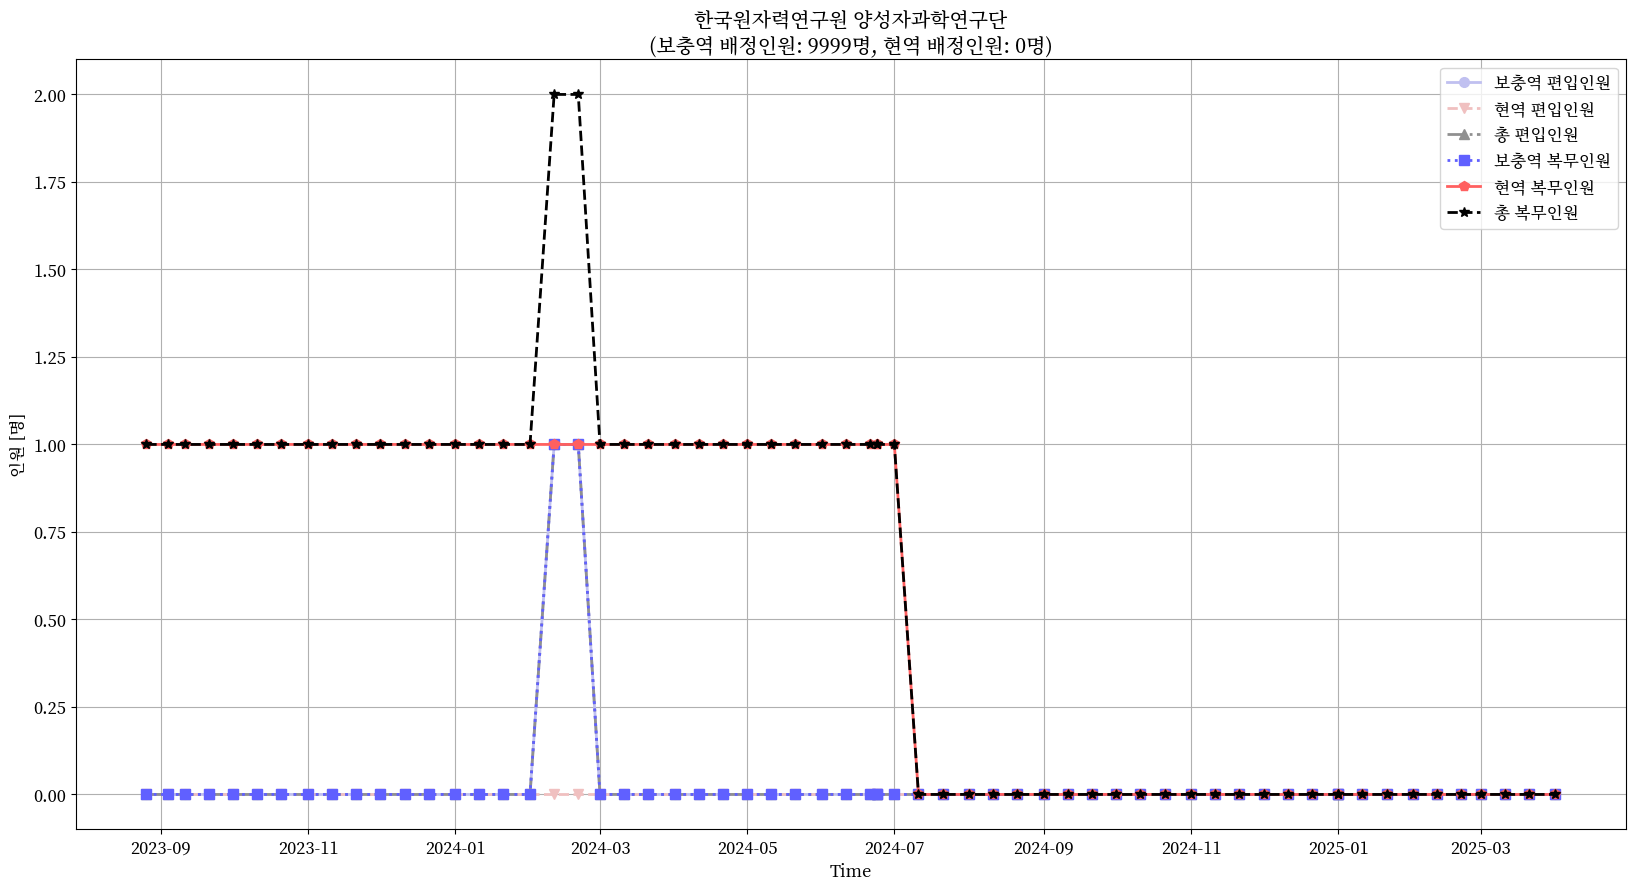 한국원자력연구원 양성자과학연구단
(보충역 배정인원: 9999명, 현역 배정인원: 0명)
보충역 편입인원
현역 편입인원
총 편입인원
보충역 복무인원
현역 복무인원
총 복무인원
인원 [명]
2.00
1.75
1.50
1.25
1.00
0.75
0.50
0.25
0.00
2023-09
2023-11
2024-01
2024-03
2024-05
2024-07
2024-09
2024-11
2025-01
2025-03
Time